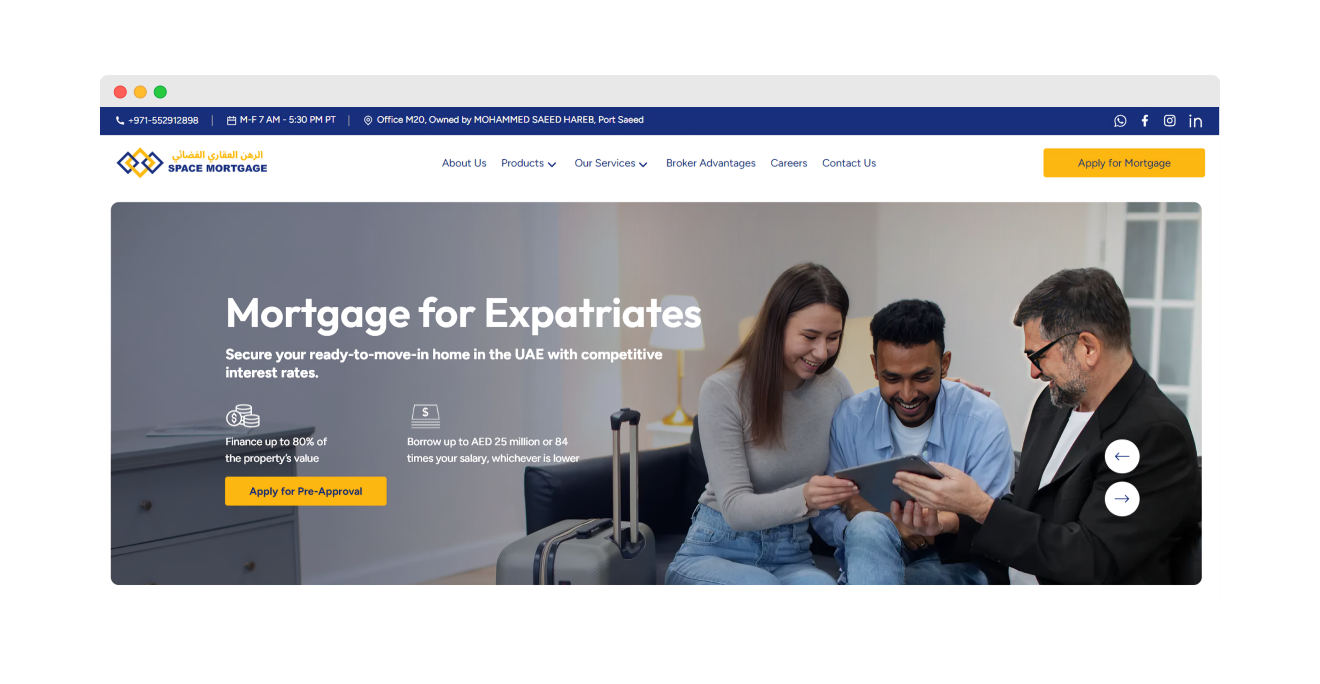 +971-552912898
M-F 7 AM - 5:30 PM PT
Office M20, Owned by MOHAMMED SAEED HAREB, Port Saeed
الرهن العقاري الفضائي
SPACE MORTGAGE
About Us
Products
Our Services
Broker Advantages
Careers
Contact Us
Apply for Mortgage
Mortgage for Expatriates
Secure your ready-to-move-in home in the UAE with competitive
interest rates.
Finance up to 80% of
the property's value
Borrow up to AED 25 million or 84
times your salary, whichever is lower
Apply for Pre-Approval